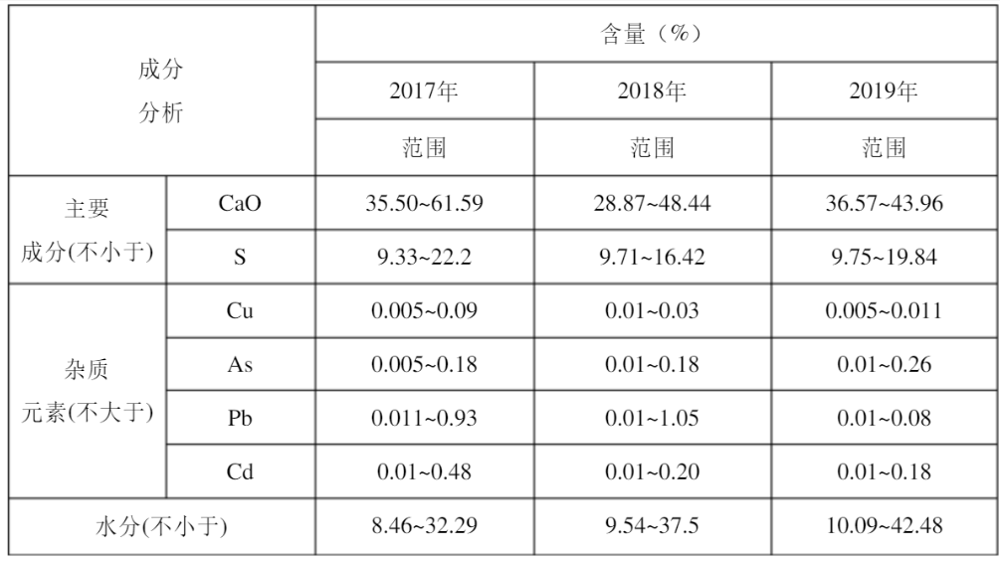 成分
分析
含量（%）
2017年 2018年 2019年
范围 范围 范围
主要
成分(不小于)
CaO 35.50~61.59 28.87~48.44 36.57~43.96
S 9.33~22.2 9.71~16.42 9.75~19.84
杂质
元素(不大于)
Cu 0.005~0.09 0.01~0.03 0.005~0.011
As 0.005~0.18 0.01~0.18 0.01~0.26
Pb 0.011~0.93 0.01~1.05 0.01~0.08
Cd 0.01~0.48 0.01~0.20 0.01~0.18
水分(不小于) 8.46~32.29 9.54~37.5 10.09~42.48